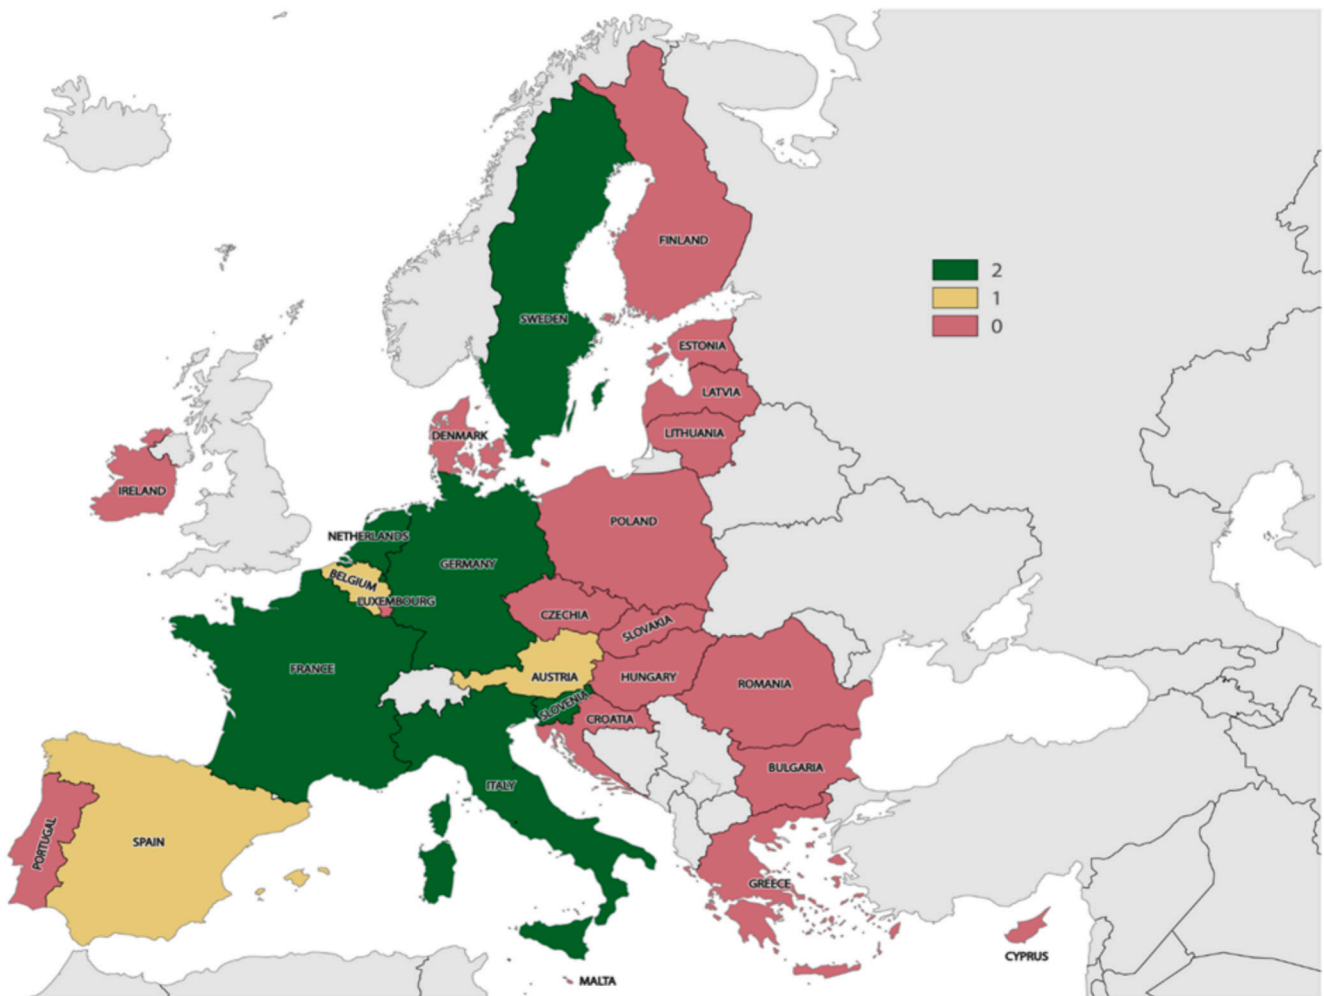 FINLAND
2
1
0
SWEDEN
ESTONIA
LATVIA
LITHUANIA
DENMARK
IRELAND
POLAND
NETHERLANDS
GERMANY
BELGIUM
LUXEMBOURG
CZECHIA
SLOVAKIA
FRANCE
AUSTRIA
HUNGARY
ROMANIA
SLOVENIA
CROATIA
BULGARIA
ITALY
PORTUGAL
SPAIN
GREECE
CYPRUS
MALTA